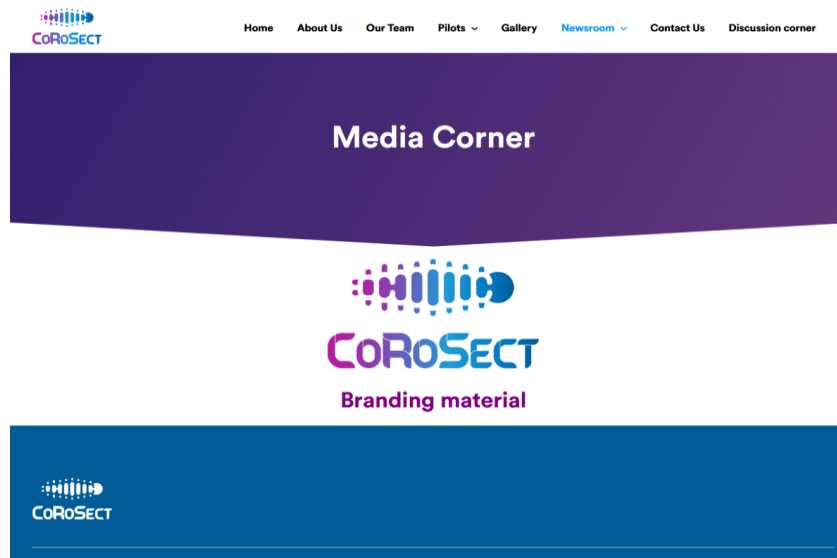 CoRoSect
Home About Us Our Team Pilots Gallery Newsroom Contact Us Discussion corner
Media Corner
CoRoSect
Branding material
CoRoSect